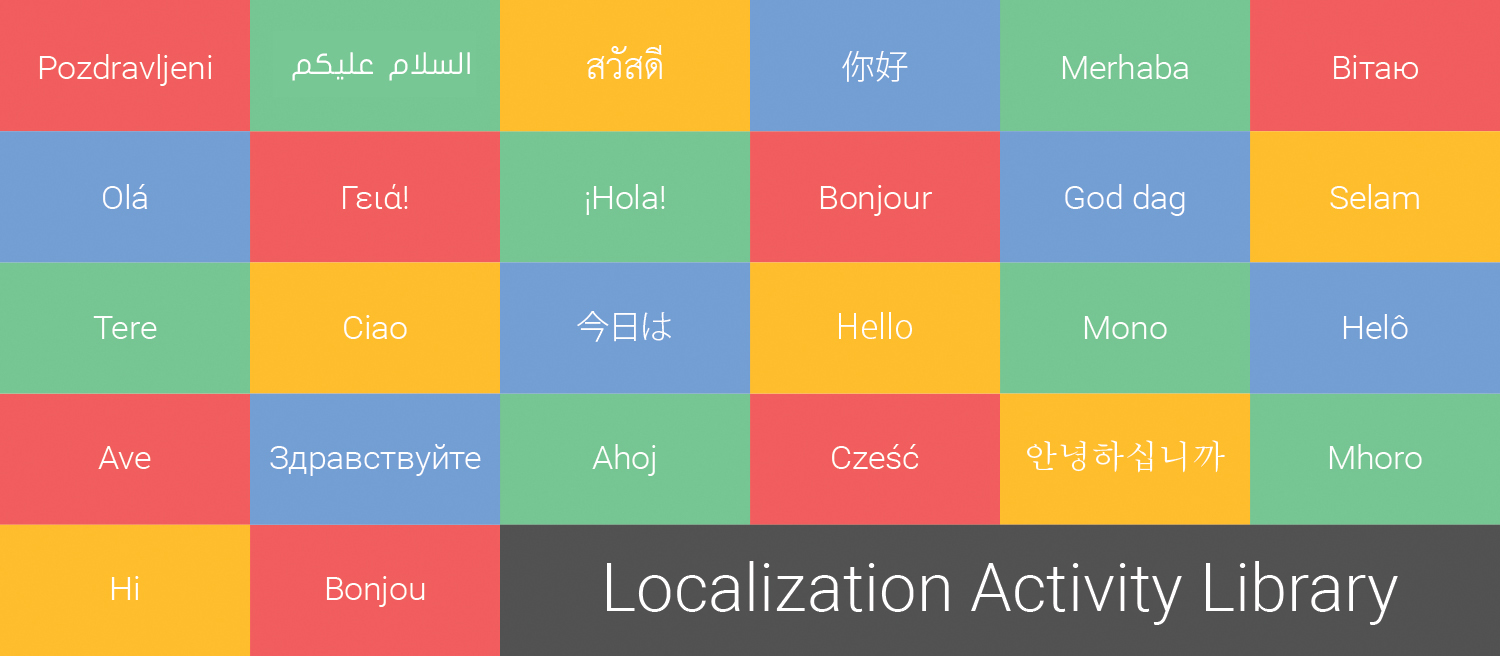 Pozdravljeni
السلام عليكم
สวัสดี
你好
Merhaba
Вітаю
Olá
Γειά!
¡Hola!
Bonjour
God dag
Selam
Tere
Ciao
今日は
Hello
Mono
Helô
Ave
Здравствуйте
Ahoj
Cześć
안녕하십니까
Mhoro
Hi
Bonjou
Localization Activity Library